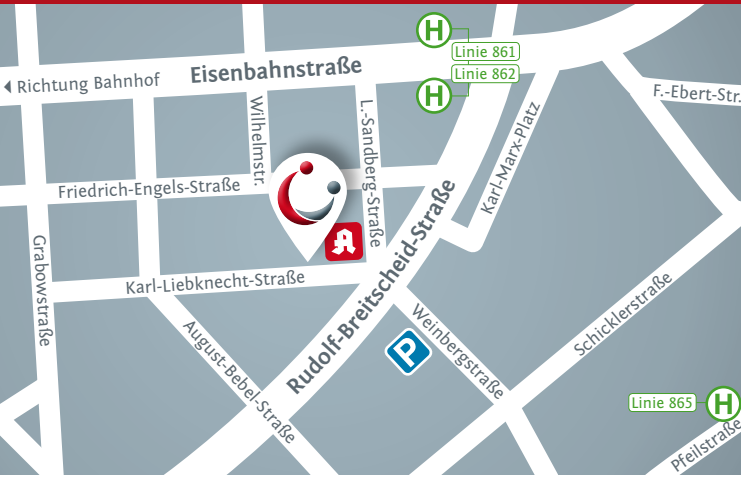 H
Linie 861
Linie 862
H
Richtung Bahnhof
Eisenbahnstraße
F.-Ebert-Str.
Wilhelmstr.
L.-Sandberg-Straße
Karl-Marx-Platz
Friedrich-Engels-Straße
A
Grabowstraße
Karl-Liebknecht-Straße
Rudolf-Breitscheid-Straße
August-Bebel-Straße
P
Weinbergstraße
Schicklerstraße
Linie 865
H
Pfeilstraße